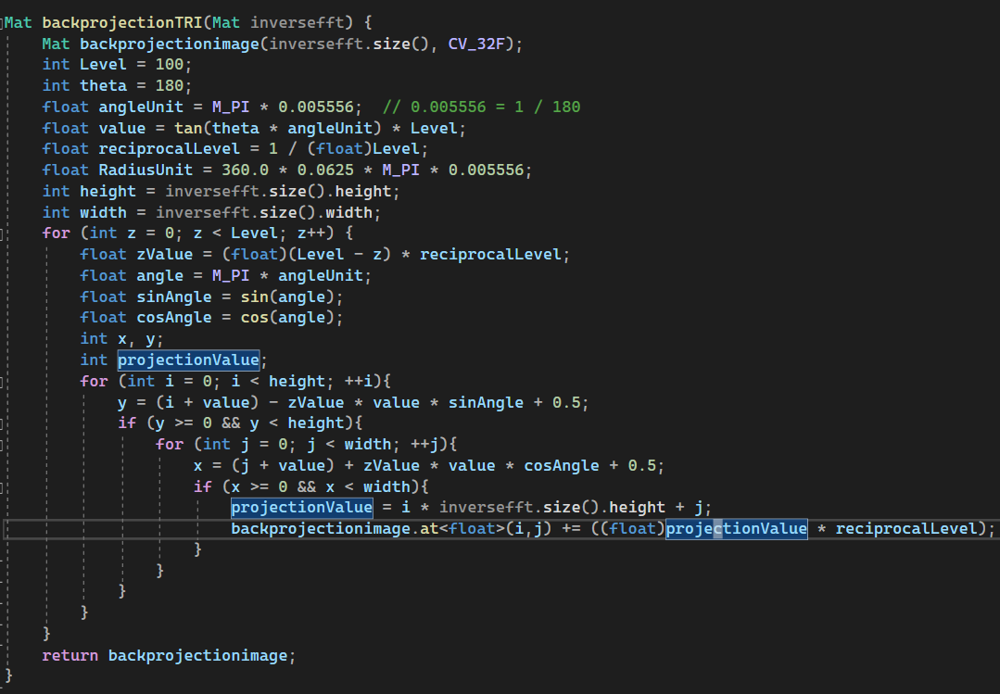 Mat backprojectionTRI(Mat inversefft) {
    Mat backprojectionimage(inversefft.size(), CV_32F);
    int Level = 100;
    int theta = 180;
    float angleUnit = M_PI * 0.005556;  // 0.005556 = 1 / 180
    float value = tan(theta * angleUnit) * Level;
    float reciprocalLevel = 1 / (float)Level;
    float RadiusUnit = 360.0 * 0.0625 * M_PI * 0.005556;
    int height = inversefft.size().height;
    int width = inversefft.size().width;
    for (int z = 0; z < Level; z++) {
        float zValue = (float)(Level - z) * reciprocalLevel;
        float angle = M_PI * angleUnit;
        float sinAngle = sin(angle);
        float cosAngle = cos(angle);
        int x, y;
        int projectionValue;
        for (int i = 0; i < height; ++i){
            y = (i + value) - zValue * value * sinAngle + 0.5;
            if (y >= 0 && y < height){
                for (int j = 0; j < width; ++j){
                    x = (j + value) + zValue * value * cosAngle + 0.5;
                    if (x >= 0 && x < width){
                        projectionValue = i * inversefft.size().height + j;
                        backprojectionimage.at<float>(i,j) += ((float)projectionValue * reciprocalLevel);
                    }
                }
            }
        }
    }
    return backprojectionimage;
}